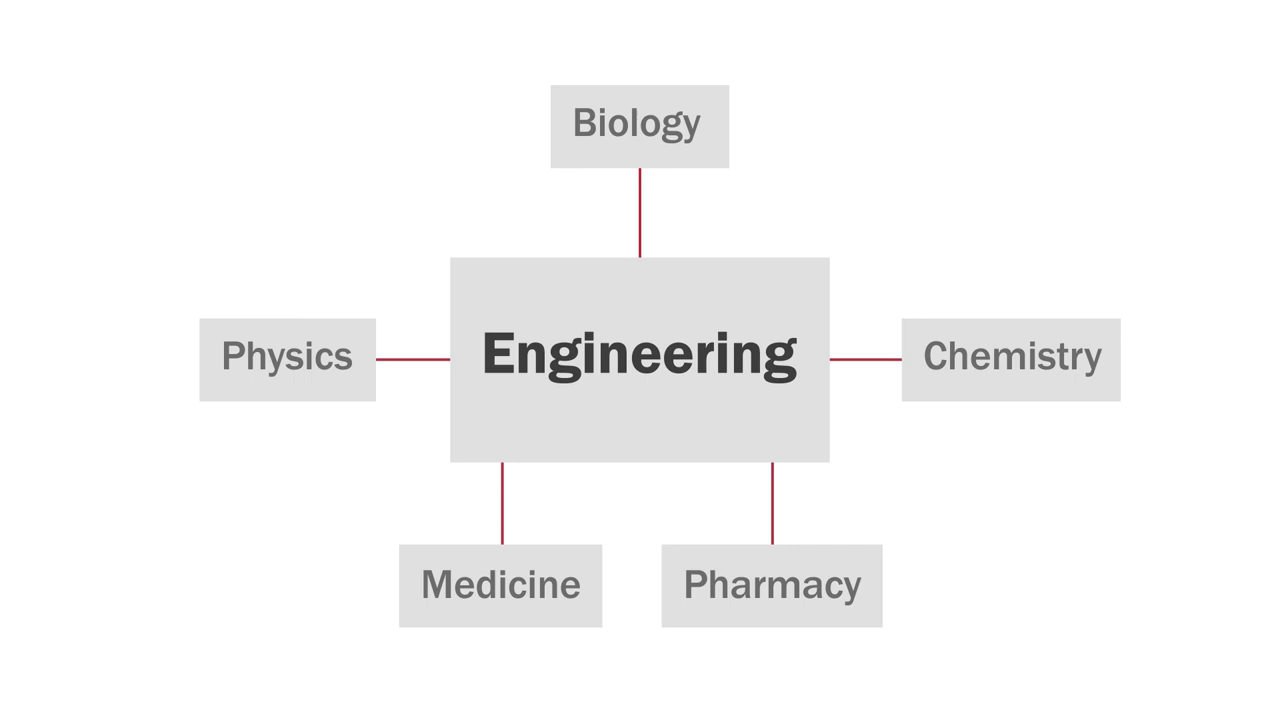 Biology
Physics
Engineering
Chemistry
Medicine
Pharmacy